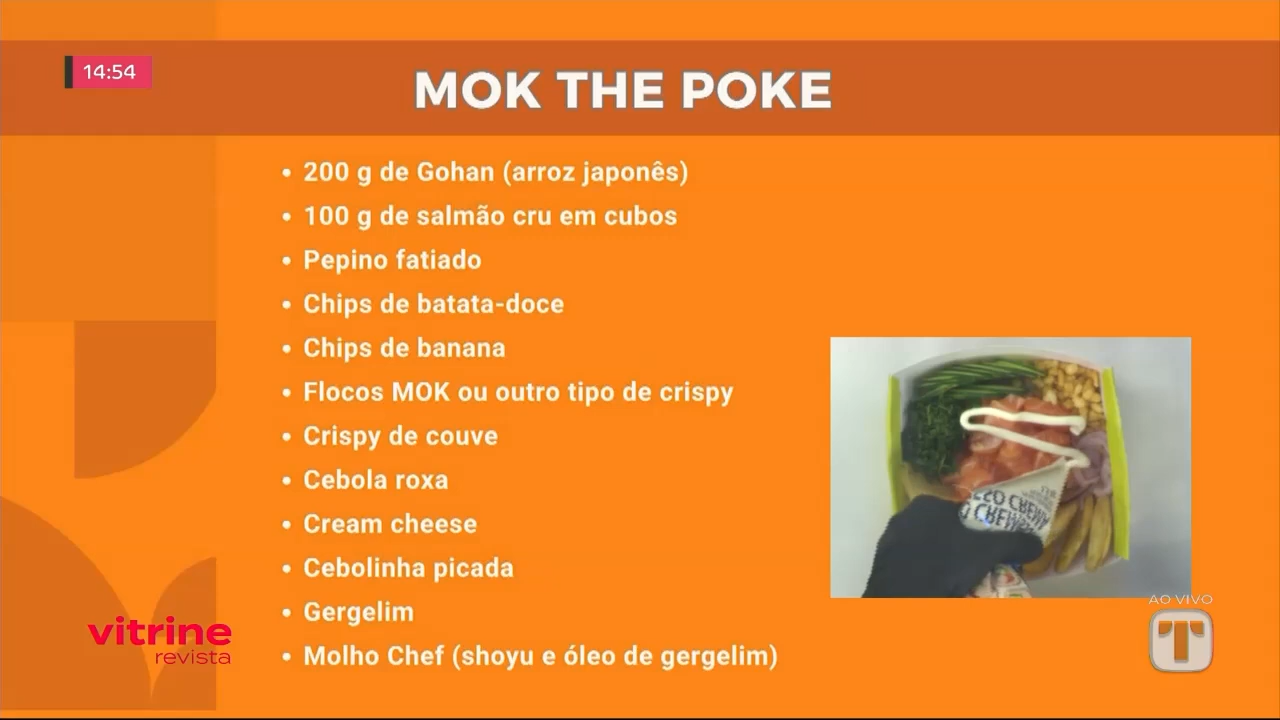 14:54
MOK THE POKE
• 200 g de Gohan (arroz japonês)
• 100 g de salmão cru em cubos
• Pepino fatiado
• Chips de batata-doce
• Chips de banana
• Flocos MOK ou outro tipo de crispy
• Crispy de couve
• Cebola roxa
• Cream cheese
• Cebolinha picada
• Gergelim
• Molho Chef (shoyu e óleo de gergelim)
vitrine
revista
AO VIVO
T